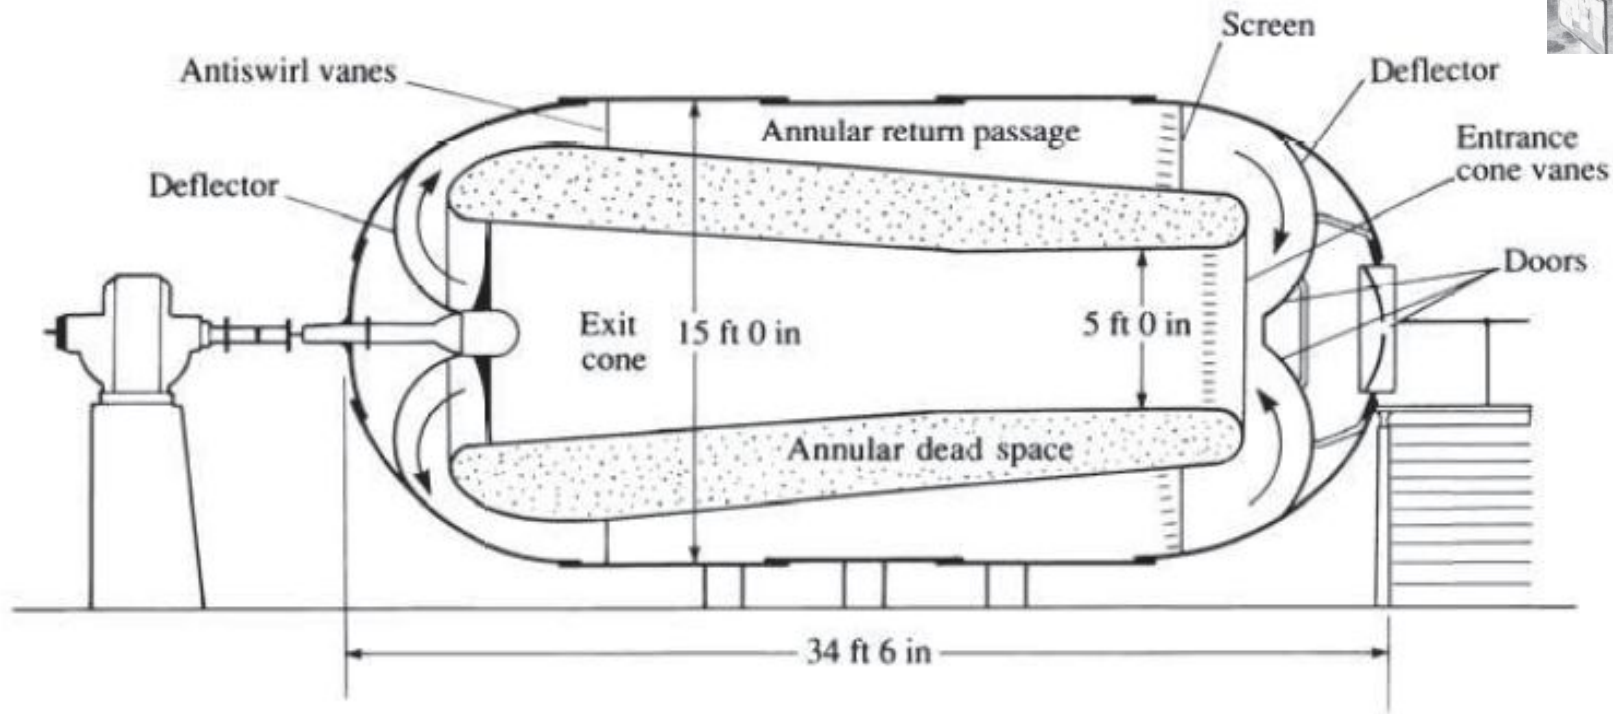 Screen
Antiswirl vanes
Deflector
Annular return passage
Entrance
cone vanes
Deflector
Doors
Exit
cone
15 ft 0 in
5 ft 0 in
Annular dead space
34 ft 6 in